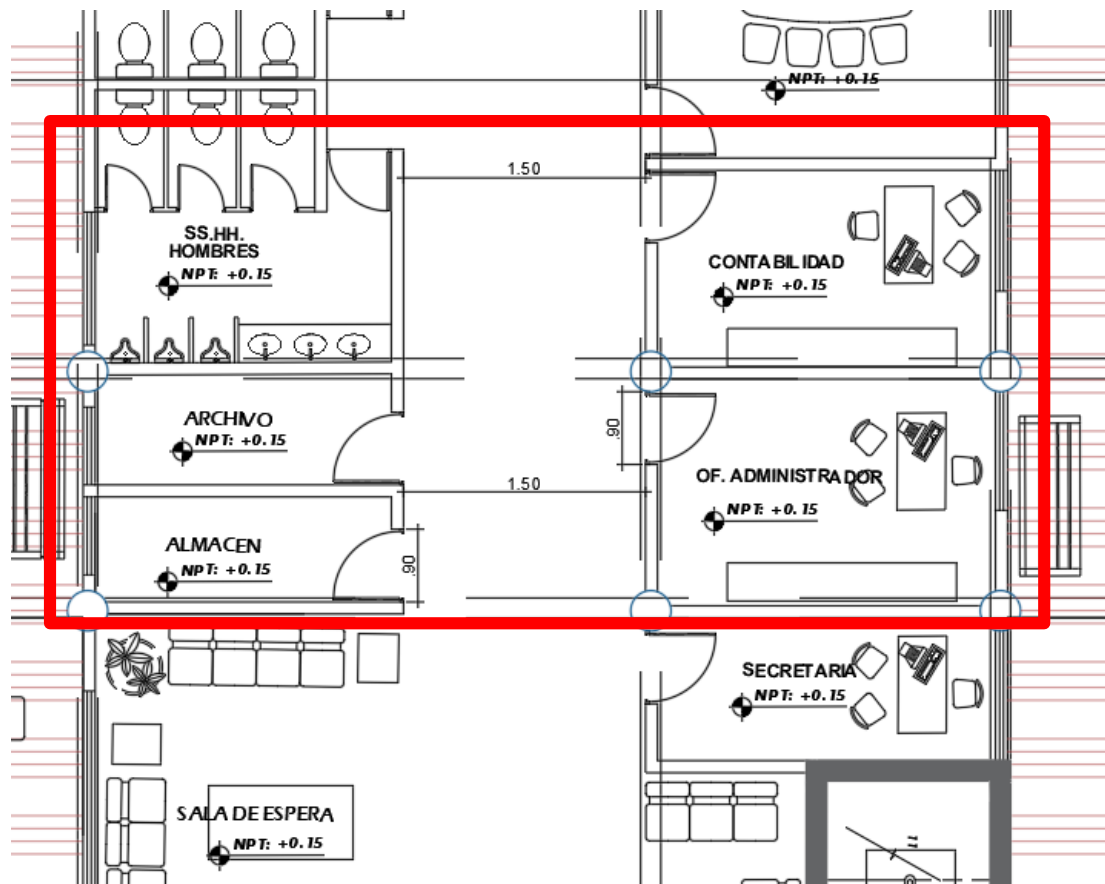 NPT: +0.15
1.50
SS.HH.
HOMBRES
NPT: +0.15
CONTABILIDAD
NPT: +0.15
ARCHIVO
NPT: +0.15
.90
OF. ADMINISTRADOR
NPT: +0.15
1.50
ALMACEN
NPT: +0.15
.90
SECRETARIA
NPT: +0.15
SALA DE ESPERA
NPT: +0.15
11